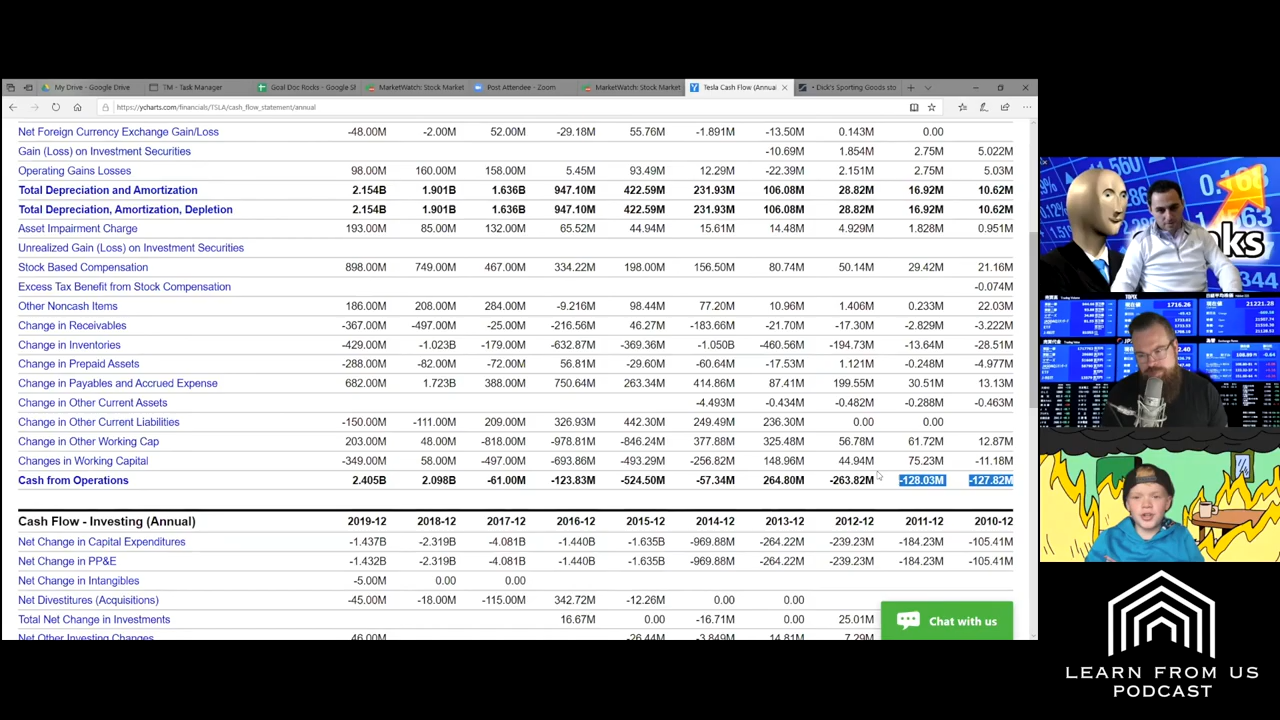 My Drive - Google Drive TM - Task Manager Goal Doc Rocks - Google Sh MarketWatch: Stock Market Post Attendee - Zoom MarketWatch: Stock Market Tesla Cash Flow (Annual) • Dick's Sporting Goods sto
https://ycharts.com/financials/TSLA/cash_flow_statement/annual
Net Foreign Currency Exchange Gain/Loss -48.00M -2.00M 52.00M -29.18M 55.76M -1.891M -13.50M 0.143M 0.00
Gain (Loss) on Investment Securities -10.69M 1.854M 2.75M 5.022M
Operating Gains Losses 98.00M 160.00M 158.00M 5.45M 93.49M 12.29M -22.39M 2.151M 2.75M 5.03M
Total Depreciation and Amortization 2.154B 1.901B 1.636B 947.10M 422.59M 231.93M 106.08M 28.82M 16.92M 10.62M
Total Depreciation, Amortization, Depletion 2.154B 1.901B 1.636B 947.10M 422.59M 231.93M 106.08M 28.82M 16.92M 10.62M
Asset Impairment Charge 193.00M 85.00M 132.00M 65.52M 44.94M 15.61M 14.48M 4.929M 1.828M 0.951M
Unrealized Gain (Loss) on Investment Securities
Stock Based Compensation 898.00M 749.00M 467.00M 334.22M 198.00M 156.50M 80.74M 50.14M 29.42M 21.16M
Excess Tax Benefit from Stock Compensation -0.074M
Other Noncash Items 186.00M 208.00M 284.00M -9.216M 98.44M 77.20M 10.96M 1.406M 0.233M 22.03M
Change in Receivables -367.00M -497.00M -25.00M -216.56M 46.27M -183.66M -21.70M -17.30M -2.829M -3.222M
Change in Inventories -429.00M -1.023B -179.00M -632.87M -369.36M -1.050B -460.56M -194.73M -13.64M -28.51M
Change in Prepaid Assets -288.00M -82.00M -72.00M 56.81M -29.60M -60.64M -17.53M 1.121M -0.248M -4.977M
Change in Payables and Accrued Expense 682.00M 1.723B 388.00M 750.64M 263.34M 414.86M 87.41M 199.55M 30.51M 13.13M
Change in Other Current Assets -4.493M -0.434M -0.482M -0.288M -0.463M
Change in Other Current Liabilities -150.00M -111.00M 209.00M 326.93M 442.30M 249.49M 236.30M 0.00 0.00
Change in Other Working Cap 203.00M 48.00M -818.00M -978.81M -846.24M 377.88M 325.48M 56.78M 61.72M 12.87M
Changes in Working Capital -349.00M 58.00M -497.00M -693.86M -493.29M -256.82M 148.96M 44.94M 75.23M -11.18M
Cash from Operations 2.405B 2.098B -61.00M -123.83M -524.50M -57.34M 264.80M -263.82M -128.03M -127.82M
Cash Flow - Investing (Annual) 2019-12 2018-12 2017-12 2016-12 2015-12 2014-12 2013-12 2012-12 2011-12 2010-12
Net Change in Capital Expenditures -1.437B -2.319B -4.081B -1.440B -1.635B -969.88M -264.22M -239.23M -184.23M -105.41M
Net Change in PP&E -1.432B -2.319B -4.081B -1.440B -1.635B -969.88M -264.22M -239.23M -184.23M -105.41M
Net Change in Intangibles -5.00M 0.00 0.00
Net Divestitures (Acquisitions) -45.00M -18.00M -115.00M 342.72M -12.26M 0.00 0.00
Total Net Change in Investments 16.67M 0.00 -16.71M 0.00 25.01M
Net Other Investing Changes 46.00M -26.44M -3.849M 14.81M 7.29M
Chat with us
TOPIX
1716.26
21221.28
LEARN FROM US
PODCAST